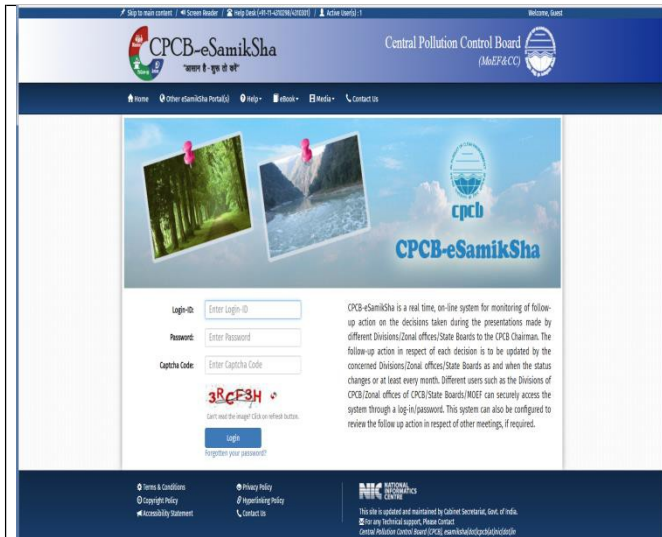 Skip to main content / Screen Reader / Help Desk (+91-11-4310298/4310301) / Active User(s) : 1
Welcome, Guest
CPCB-eSamikSha
"आसान है - शुरू तो करें"
Central Pollution Control Board
(MoEF&CC)
Home Other eSamikSha Portal(s) Help eBook Media Contact Us
cpcb
CPCB-eSamikSha
Login-ID: Enter Login-ID
Password: Enter Password
Captcha Code: Enter Captcha Code
3RCF3H
Can't read the image? Click on refresh button.
Login
Forgotten your password?
CPCB-eSamikSha is a real time, on-line system for monitoring of follow-
up action on the decisions taken during the presentations made by
different Divisions/Zonal offices/State Boards to the CPCB Chairman. The
follow-up action in respect of each decision is to be updated by the
concerned Divisions/Zonal offices/State Boards as and when the status
changes or at least every month. Different users such as the Divisions of
CPCB/Zonal offices of CPCB/State Boards/MOEF can securely access the
system through a log-in/password. This system can also be configured to
review the follow up action in respect of other meetings, if required.
Terms & Conditions
Privacy Policy
Copyright Policy
Hyperlinking Policy
Accessibility Statement
Contact Us
NIC NATIONAL
INFORMATICS
CENTRE
This site is updated and maintained by Cabinet Secretariat, Govt. of India.
For any Technical support, Please Contact
Central Pollution Control Board (CPCB), esamiksha[dot]cpcb[at]nic[dot]in